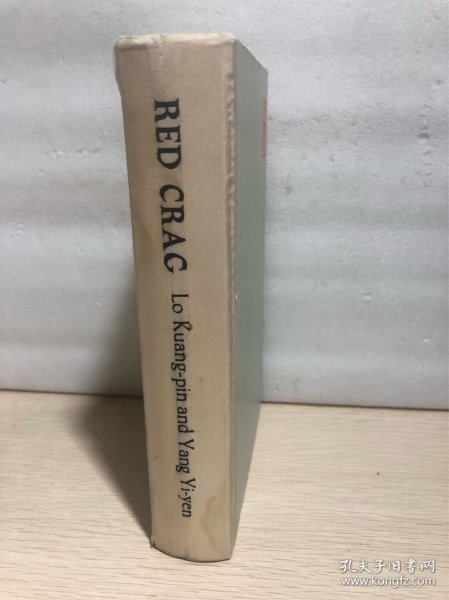 RED CRAG Lo Kuang-pin and Yang Yi-yen
孔夫子旧书网
www.kongfz.com